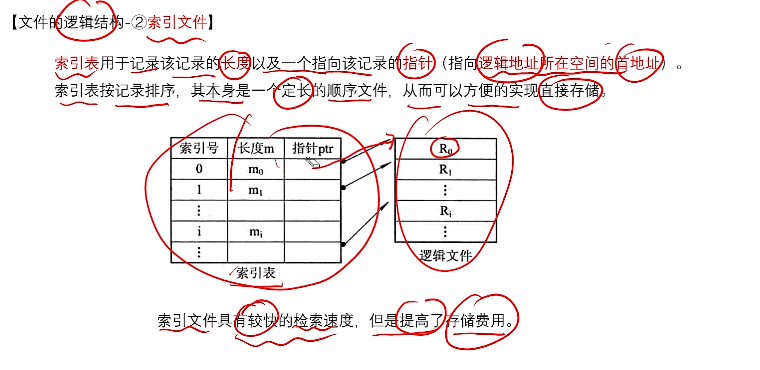 【文件的逻辑结构-②索引文件】
索引表用于记录该记录的长度以及一个指向该记录的指针（指向逻辑地址所在空间的首地址）。
索引表按记录排序，其本身是一个定长的顺序文件，从而可以方便的实现直接存储。
索引号 长度m 指针ptr
0 m₀
1 m₁
⋮
i mᵢ
⋮
索引表
R₀
R₁
⋮
Rᵢ
⋮
逻辑文件
索引文件具有较快的检索速度，但是提高了存储费用。